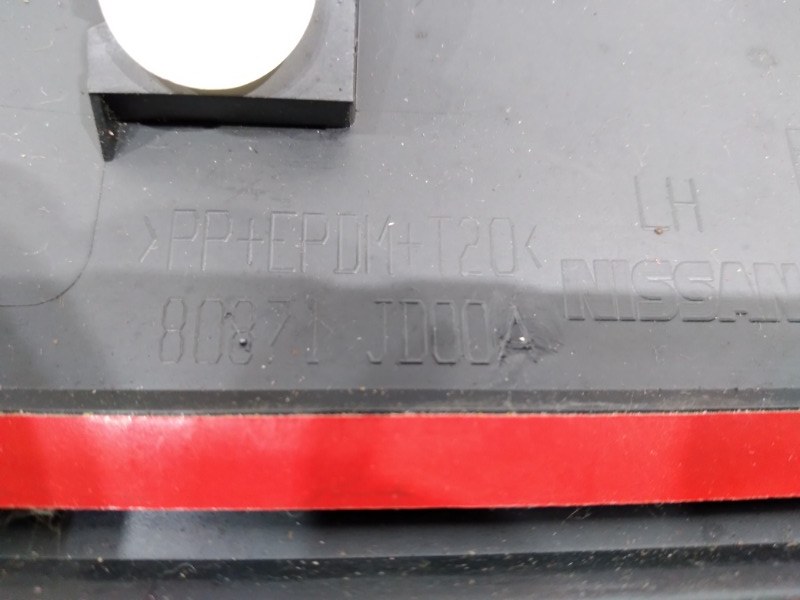 LH
>PP+EPDM+T20<
NISSAN
80871 JD00A